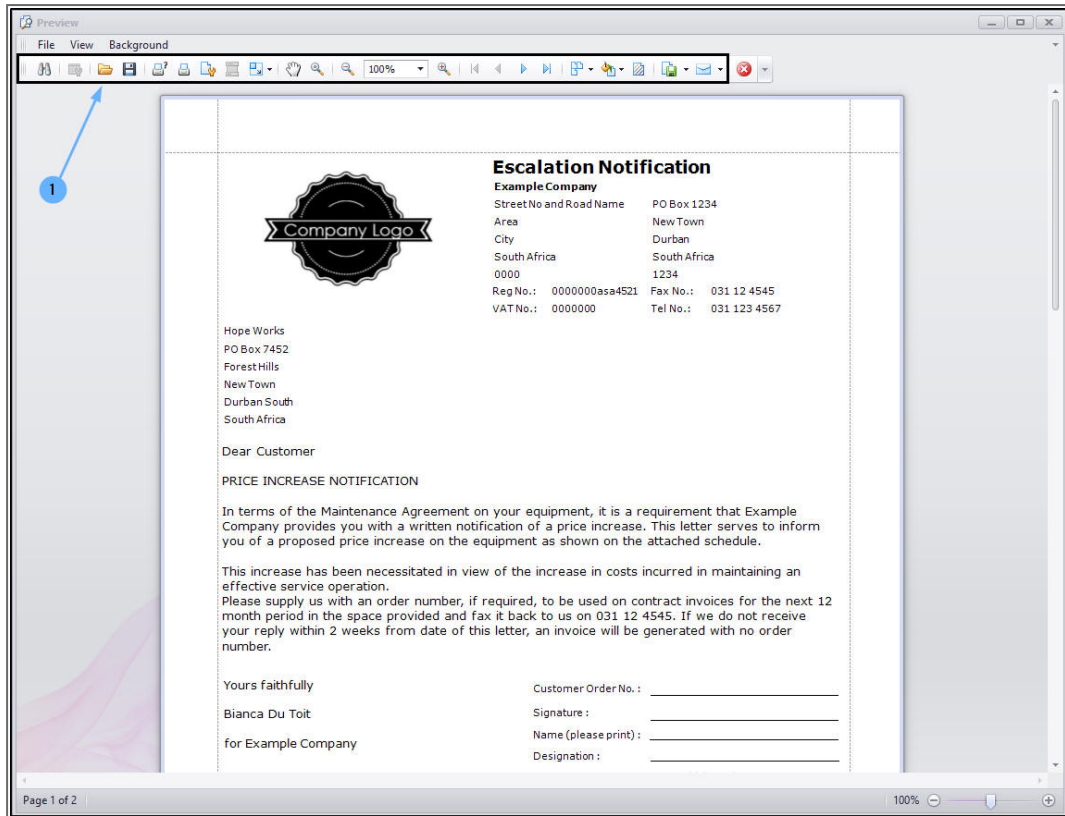 Preview
File View Background
100%
1
Company Logo
Escalation Notification
Example Company
Street No and Road Name PO Box 1234
Area New Town
City Durban
South Africa South Africa
0000 1234
Reg No.: 0000000asa4521 Fax No.: 031 12 4545
VAT No.: 0000000 Tel No.: 031 123 4567
Hope Works
PO Box 7452
Forest Hills
New Town
Durban South
South Africa
Dear Customer
PRICE INCREASE NOTIFICATION
In terms of the Maintenance Agreement on your equipment, it is a requirement that Example
Company provides you with a written notification of a price increase. This letter serves to inform
you of a proposed price increase on the equipment as shown on the attached schedule.
This increase has been necessitated in view of the increase in costs incurred in maintaining an
effective service operation.
Please supply us with an order number, if required, to be used on contract invoices for the next 12
month period in the space provided and fax it back to us on 031 12 4545. If we do not receive
your reply within 2 weeks from date of this letter, an invoice will be generated with no order
number.
Yours faithfully
Customer Order No. :
Bianca Du Toit
Signature :
Name (please print) :
for Example Company
Designation :
Page 1 of 2
100%